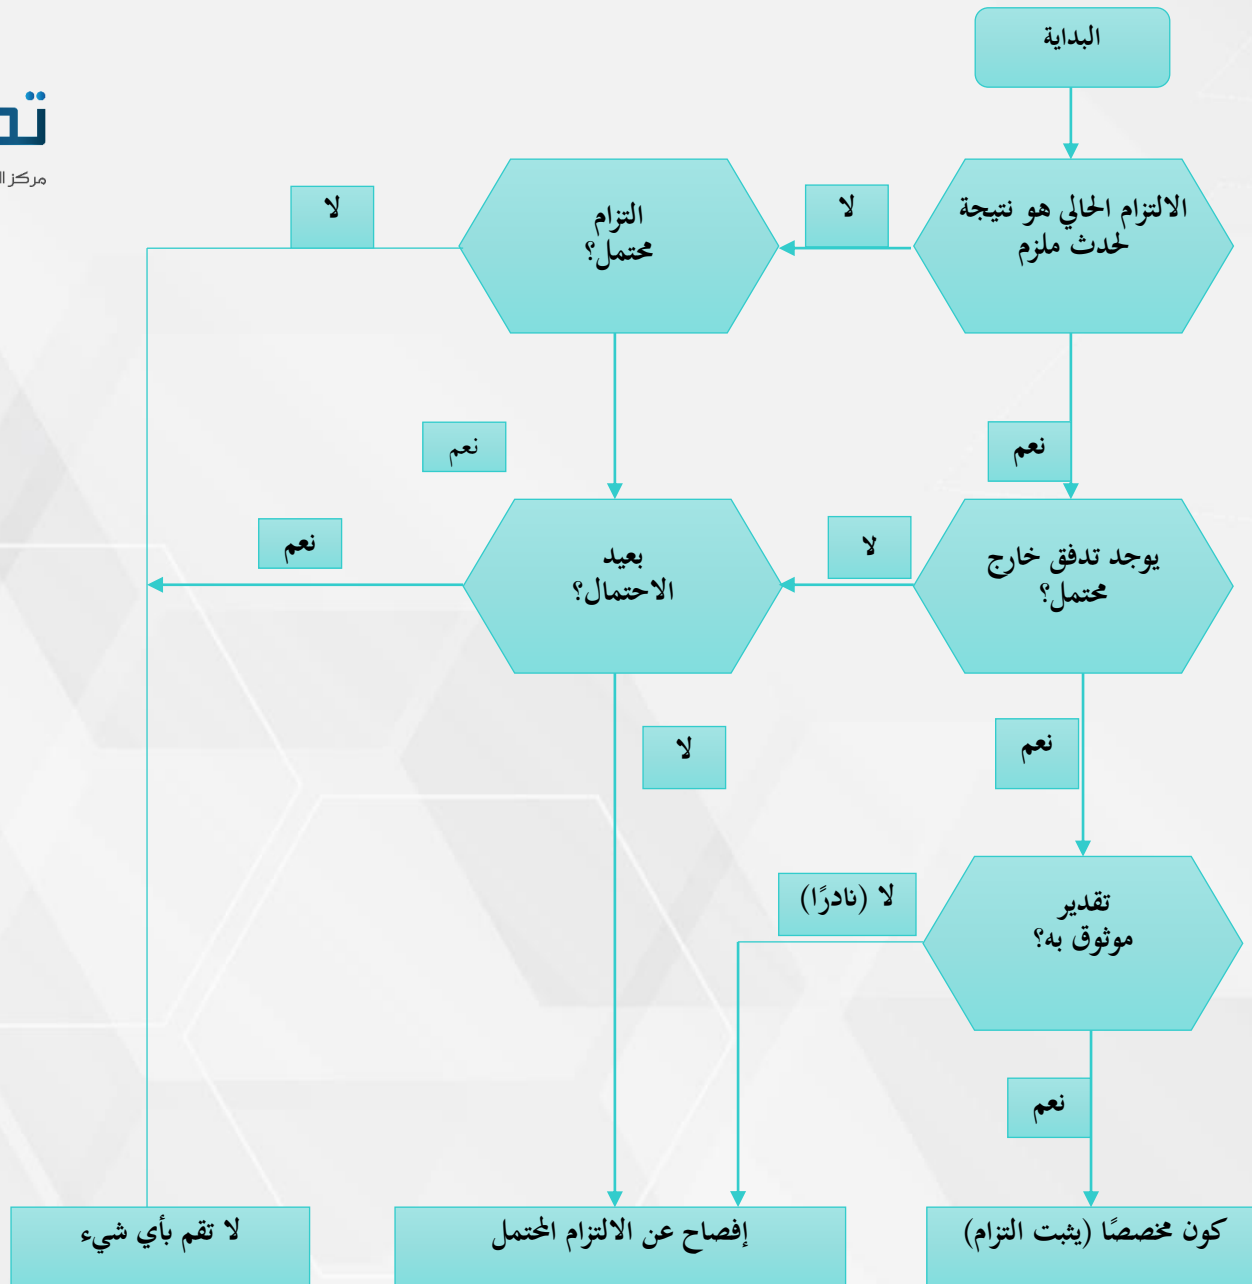 البداية
مركز
الالتزام الحالي هو نتيجة
لحدث ملزم
لا
التزام
محتمل؟
لا
نعم
نعم
يوجد تدفق خارج
محتمل؟
لا
بعيد
الاحتمال؟
نعم
نعم
لا
تقدير
موثوق به؟
لا (نادرًا)
نعم
كون مخصصًا (يثبت التزام)
إفصاح عن الالتزام المحتمل
لا تقم بأي شيء